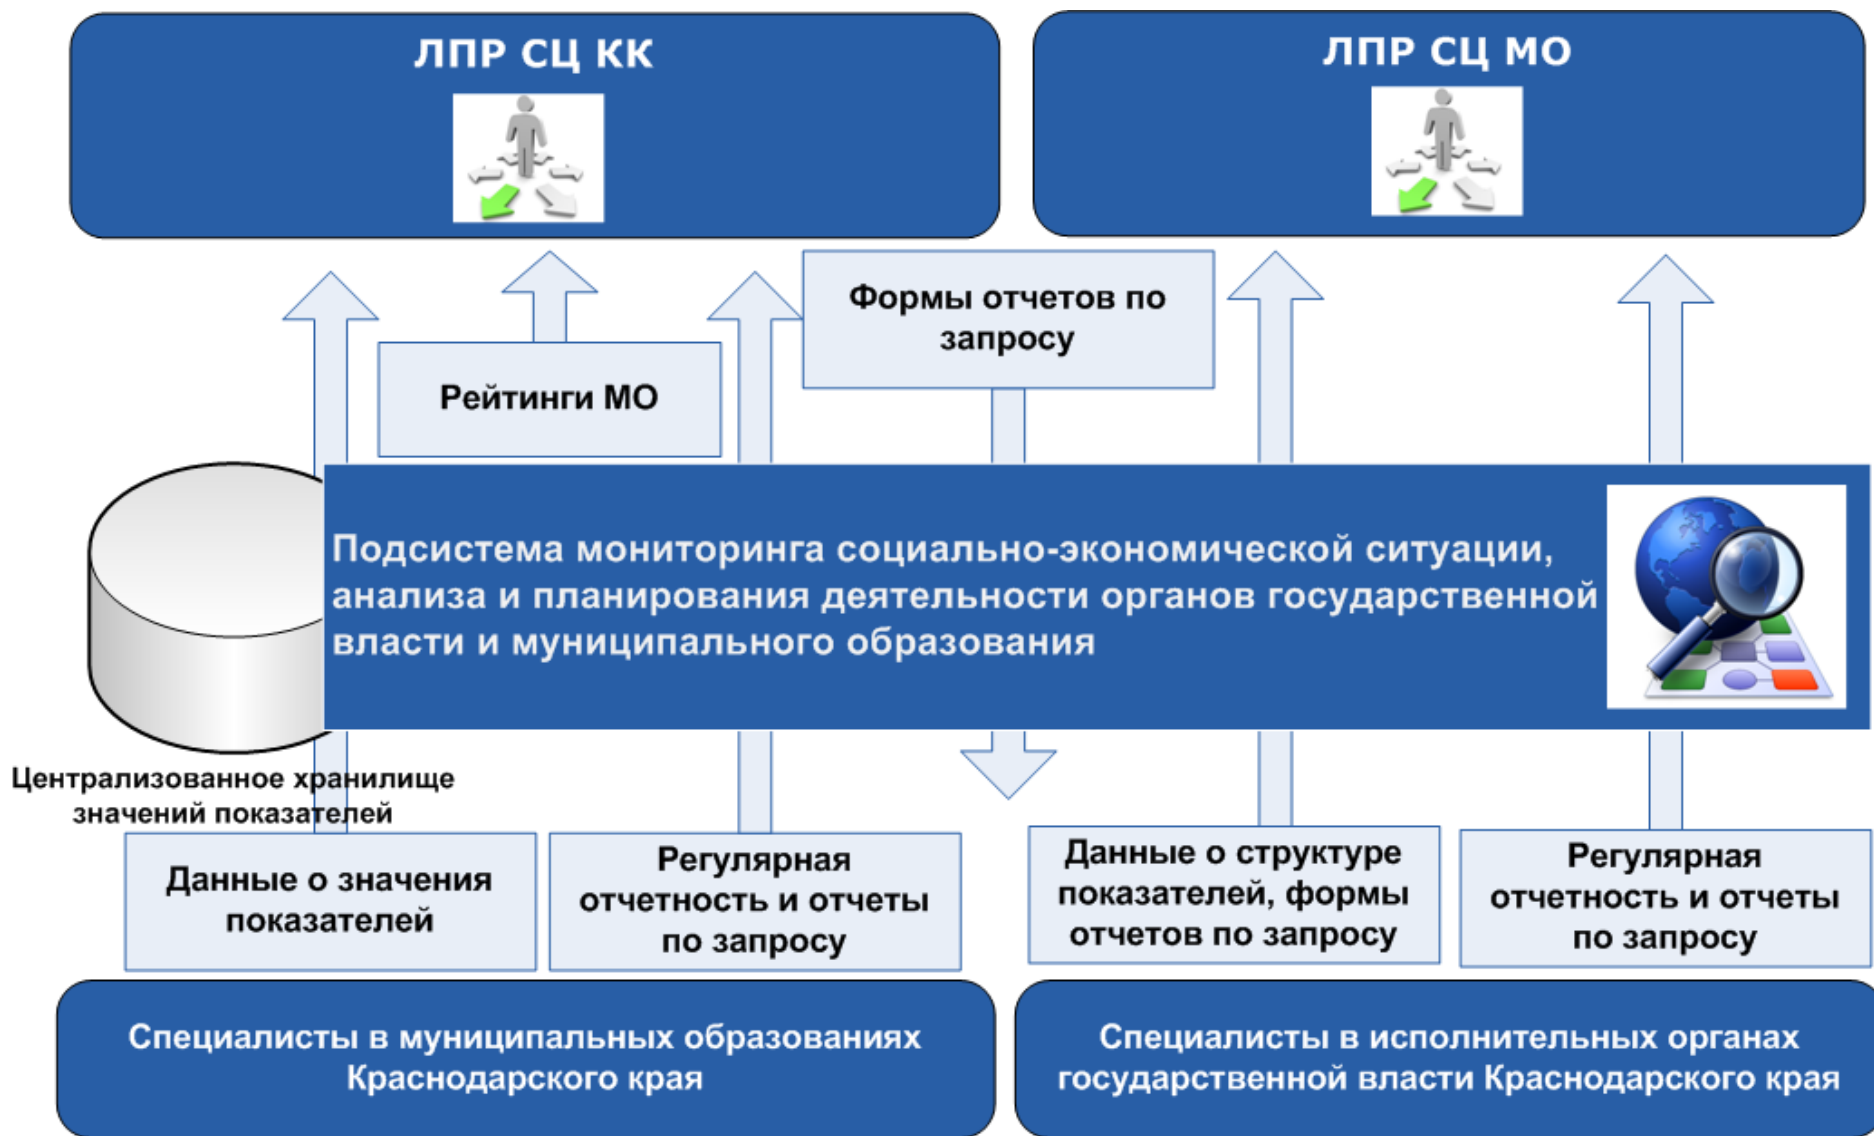 ЛПР СЦ КК
ЛПР СЦ МО
Формы отчетов по
запросу
Рейтинги МО
Подсистема мониторинга социально-экономической ситуации,
анализа и планирования деятельности органов государственной
власти и муниципального образования
Централизованное хранилище
значений показателей
Данные о значения
показателей
Регулярная
отчетность и отчеты
по запросу
Данные о структуре
показателей, формы
отчетов по запросу
Регулярная
отчетность и отчеты
по запросу
Специалисты в муниципальных образованиях
Краснодарского края
Специалисты в исполнительных органах
государственной власти Краснодарского края